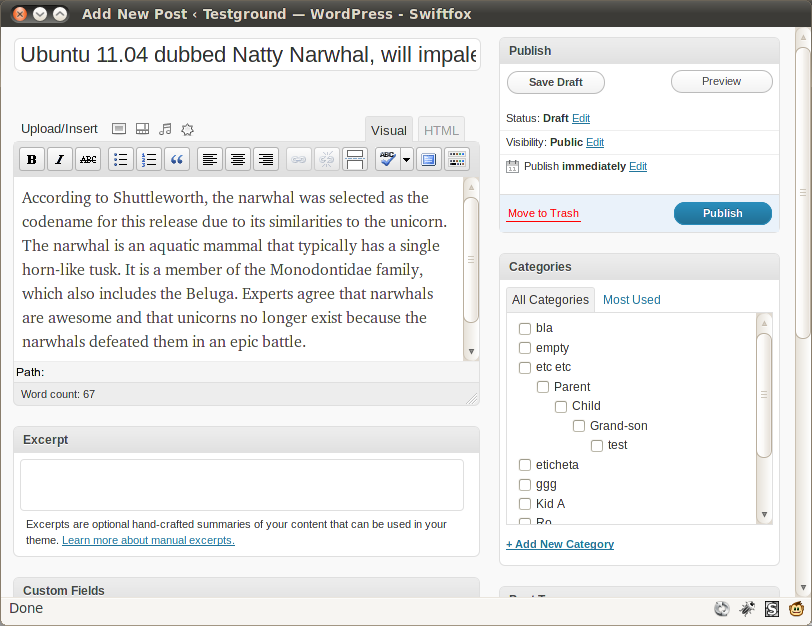 Add New Post ‹ Testground — WordPress - Swiftfox
Ubuntu 11.04 dubbed Natty Narwhal, will impale
Upload/Insert
Visual
HTML
B I ABC “ ABC
According to Shuttleworth, the narwhal was selected as the
codename for this release due to its similarities to the unicorn.
The narwhal is an aquatic mammal that typically has a single
horn-like tusk. It is a member of the Monodontidae family,
which also includes the Beluga. Experts agree that narwhals
are awesome and that unicorns no longer exist because the
narwhals defeated them in an epic battle.
Path:
Word count: 67
Excerpt
Excerpts are optional hand-crafted summaries of your content that can be used in your
theme. Learn more about manual excerpts.
Custom Fields
Publish
Save Draft
Preview
Status: Draft Edit
Visibility: Public Edit
11 Publish immediately Edit
Move to Trash
Publish
Categories
All Categories
Most Used
bla
empty
etc etc
Parent
Child
Grand-son
test
eticheta
ggg
Kid A
Ro
+ Add New Category
Done
S